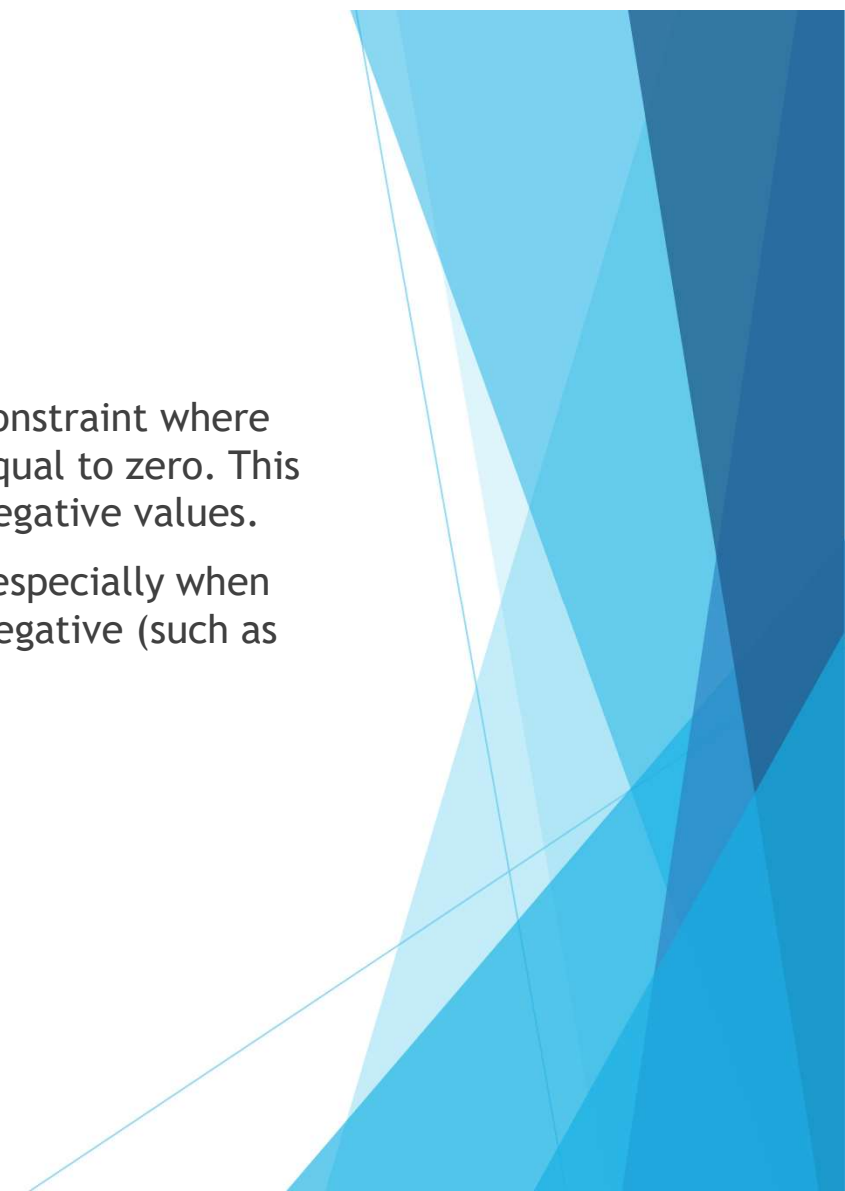 onstraint where
qual to zero. This
egative values.
especially when
egative (such as